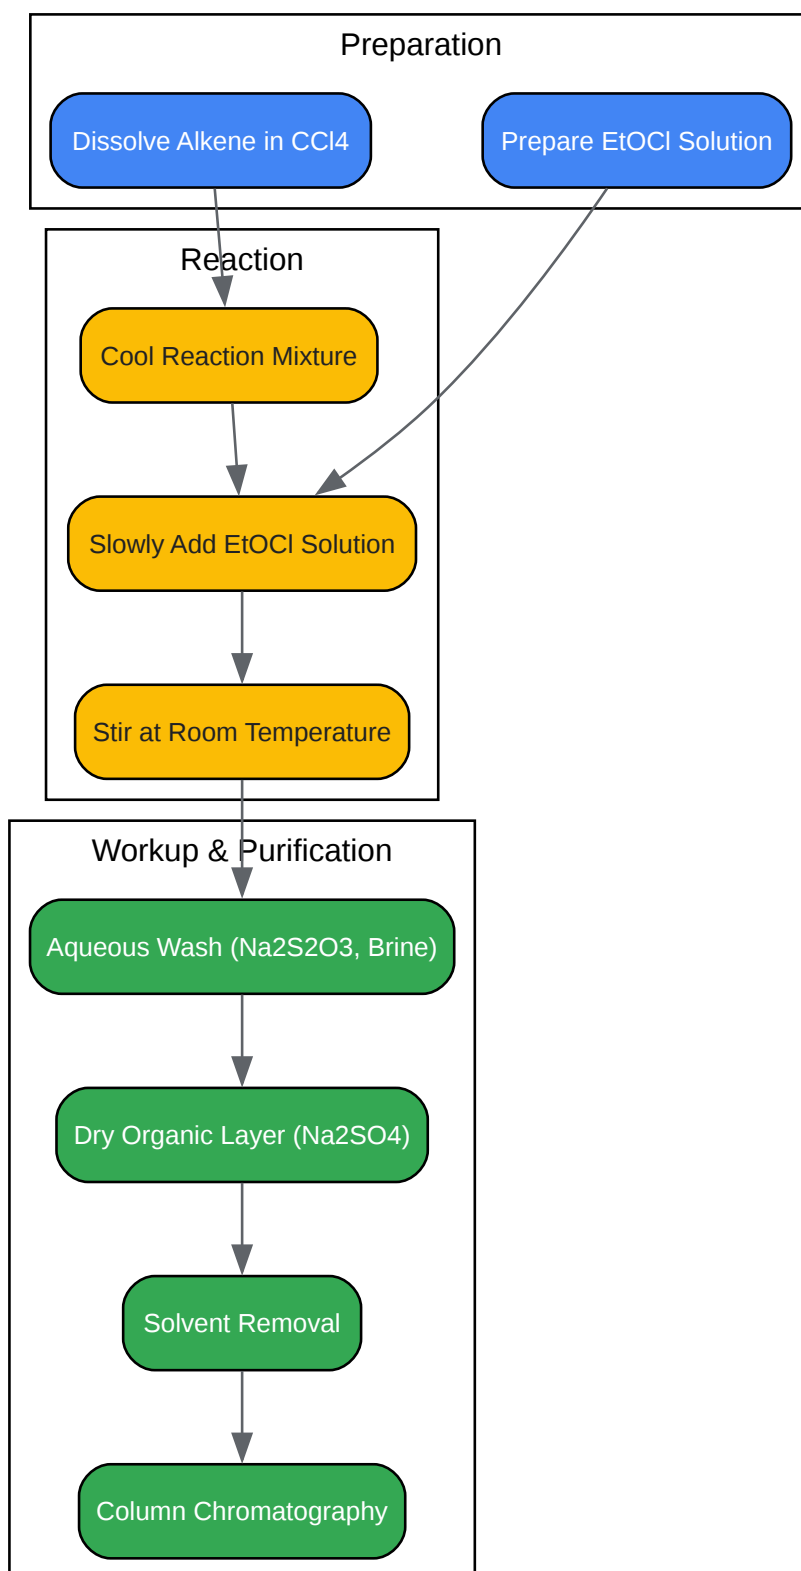 Preparation
Dissolve Alkene in CCl4
Prepare EtOCl Solution
Reaction
Cool Reaction Mixture
Slowly Add EtOCl Solution
Stir at Room Temperature
Workup & Purification
Aqueous Wash (Na2S2O3, Brine)
Dry Organic Layer (Na2SO4)
Solvent Removal
Column Chromatography